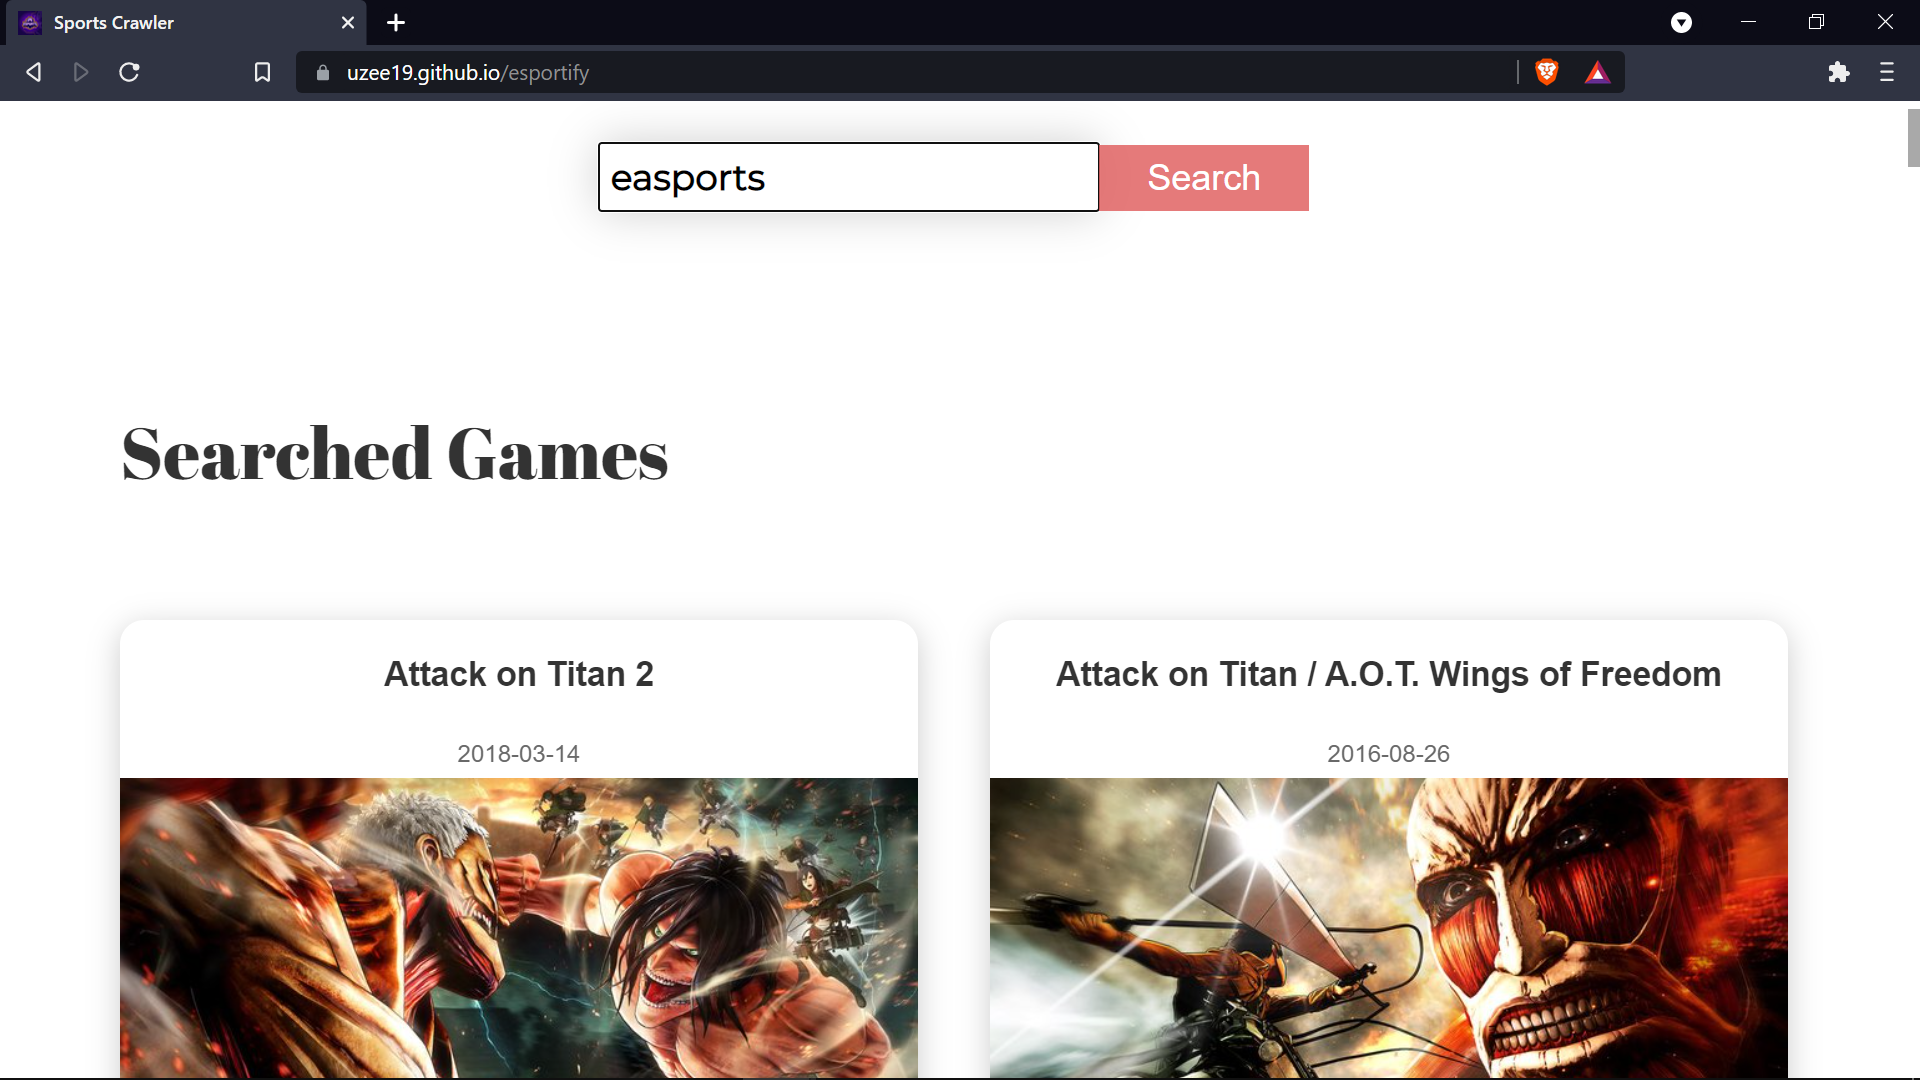 Sports Crawler
uzee19.github.io/esportify
easports
Search
Searched Games
Attack on Titan 2
2018-03-14
Attack on Titan / A.O.T. Wings of Freedom
2016-08-26